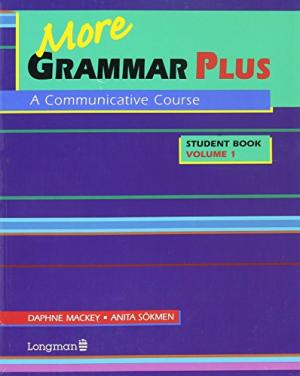 More
GRAMMAR PLUS
A Communicative Course
STUDENT BOOK
VOLUME 1
DAPHNE MACKEY • ANITA SÖKMEN
Longman